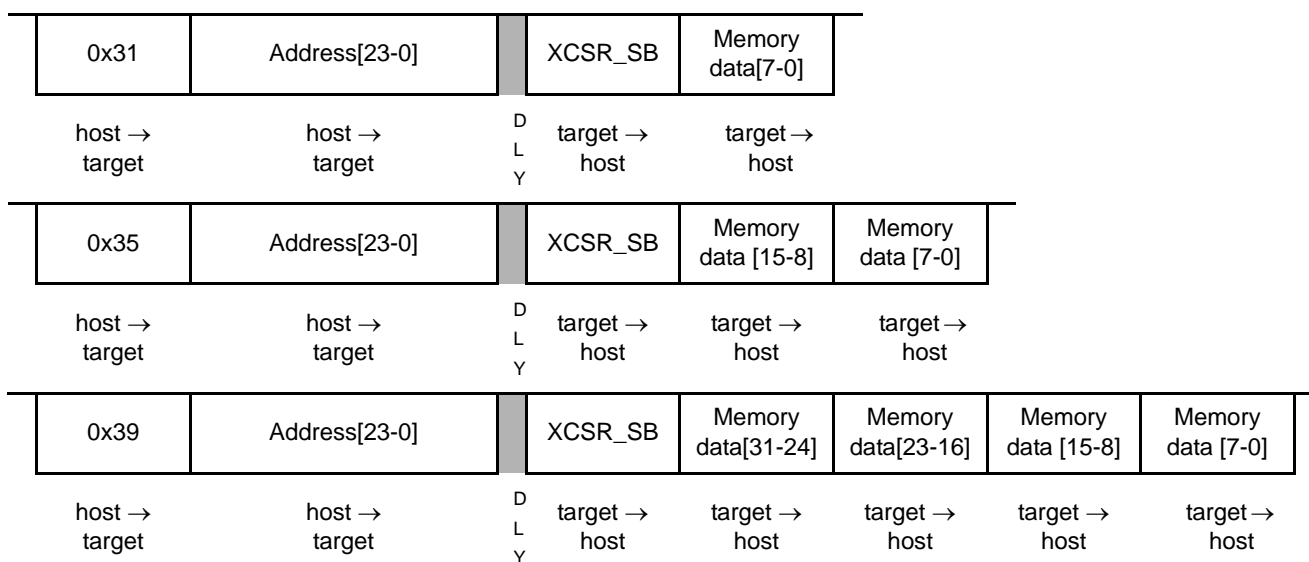 0x31 Address[23-0] XCSR_SB Memory data[7-0]
host → target host → target D L Y target → host target → host
0x35 Address[23-0] XCSR_SB Memory data [15-8] Memory data [7-0]
host → target host → target D L Y target → host target → host target → host
0x39 Address[23-0] XCSR_SB Memory data[31-24] Memory data[23-16] Memory data [15-8] Memory data [7-0]
host → target host → target D L Y target → host target → host target → host target → host target → host